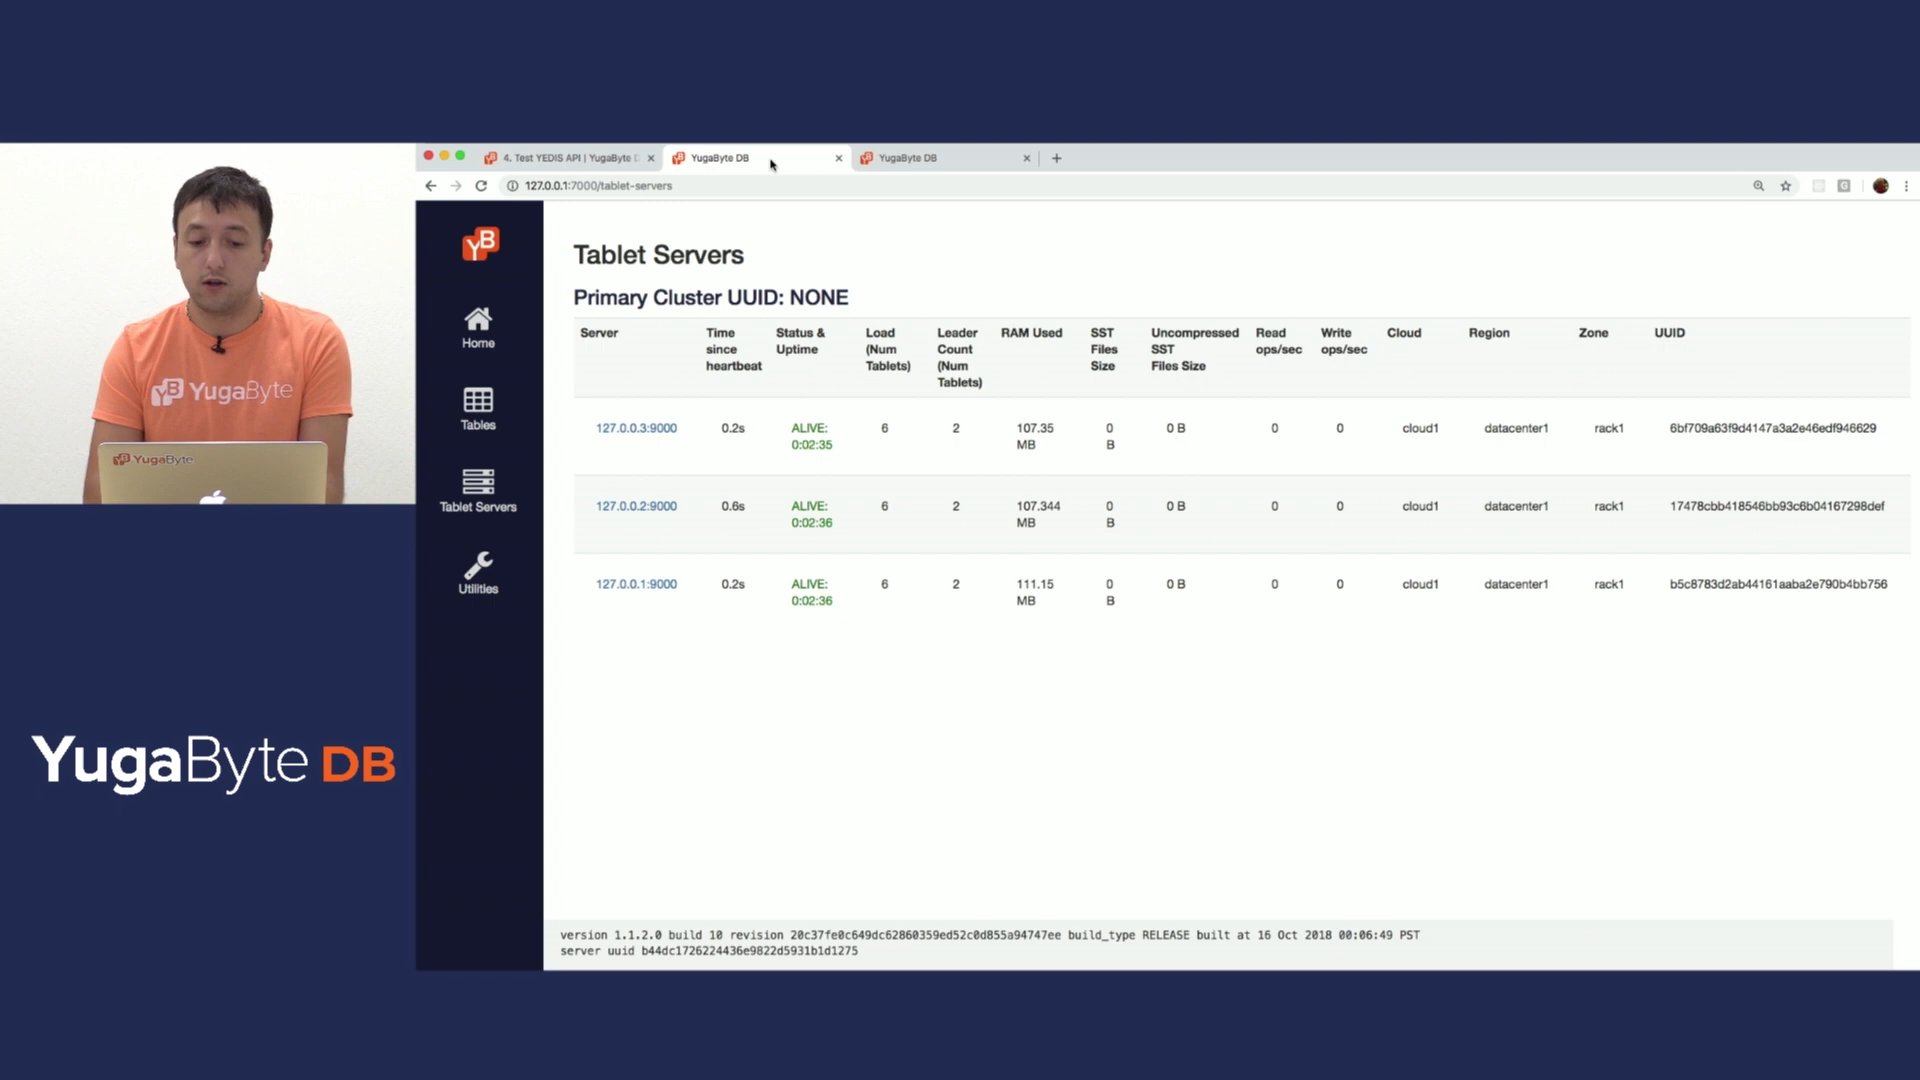 4. Test YEDIS API | YugaByte D
YugaByte DB
YugaByte DB
127.0.0.1:7000/tablet-servers
YB
Home
Tables
Tablet Servers
Utilities
Tablet Servers
Primary Cluster UUID: NONE
Server Time since heartbeat Status & Uptime Load (Num Tablets) Leader Count (Num Tablets) RAM Used SST Files Size Uncompressed SST Files Size Read ops/sec Write ops/sec Cloud Region Zone UUID
127.0.0.3:9000 0.2s ALIVE: 0:02:35 6 2 107.35 MB 0 B 0 B 0 0 cloud1 datacenter1 rack1 6bf709a63f9d4147a3a2e46edf946629
127.0.0.2:9000 0.6s ALIVE: 0:02:36 6 2 107.344 MB 0 B 0 B 0 0 cloud1 datacenter1 rack1 17478cbb418546bb93c6b04167298def
127.0.0.1:9000 0.2s ALIVE: 0:02:36 6 2 111.15 MB 0 B 0 B 0 0 cloud1 datacenter1 rack1 b5c8783d2ab44161aaba2e790b4bb756
version 1.1.2.0 build 10 revision 20c37fe0c649dc62860359ed52c0d855a94747ee build_type RELEASE built at 16 Oct 2018 00:06:49 PST
server uuid b44dc1726224436e9822d5931b1d1275
YB YugaByte
YB YugaByte
YugaByte DB